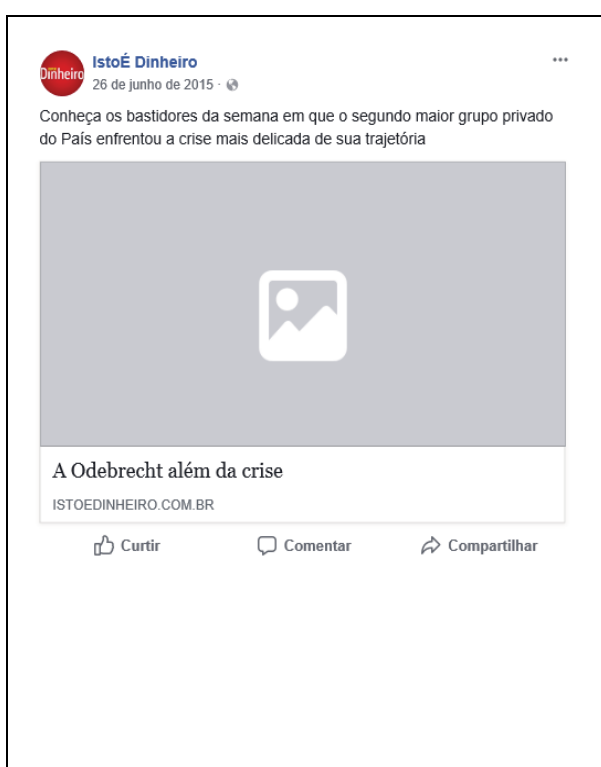 Dinheiro
IstoÉ Dinheiro
26 de junho de 2015 ·
Conheça os bastidores da semana em que o segundo maior grupo privado
do País enfrentou a crise mais delicada de sua trajetória
A Odebrecht além da crise
ISTOEDINHEIRO.COM.BR
Curtir Comentar Compartilhar